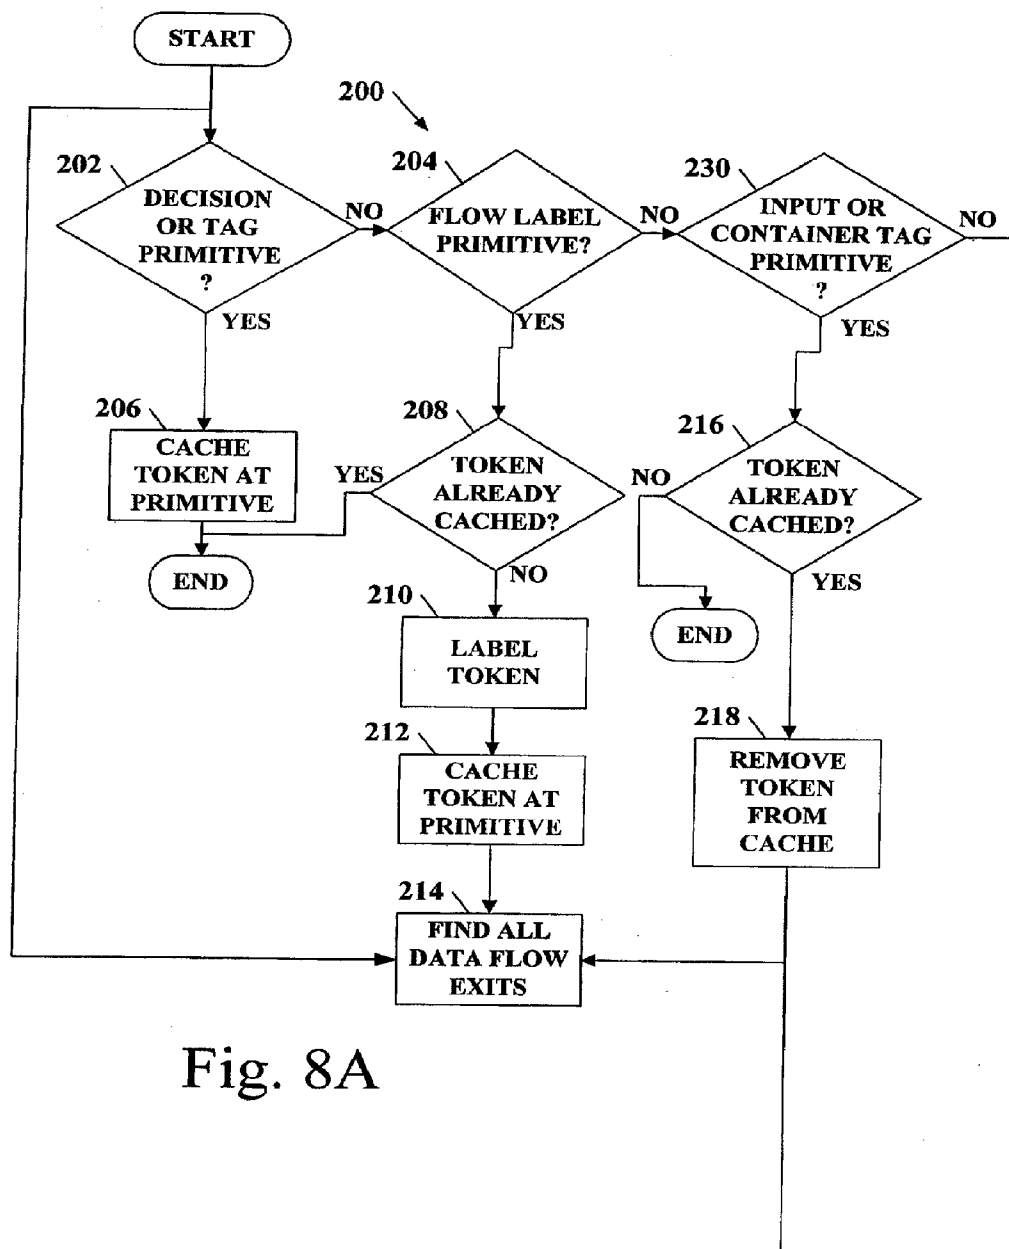 START
200
202
DECISION
OR TAG
PRIMITIVE
?
NO
YES
204
FLOW LABEL
PRIMITIVE?
NO
YES
230
INPUT OR
CONTAINER TAG
PRIMITIVE
?
NO
YES
206
CACHE
TOKEN AT
PRIMITIVE
END
208
YES
TOKEN
ALREADY
CACHED?
NO
216
NO
TOKEN
ALREADY
CACHED?
YES
END
210
LABEL
TOKEN
212
CACHE
TOKEN AT
PRIMITIVE
218
REMOVE
TOKEN
FROM
CACHE
214
FIND ALL
DATA FLOW
EXITS
Fig. 8A